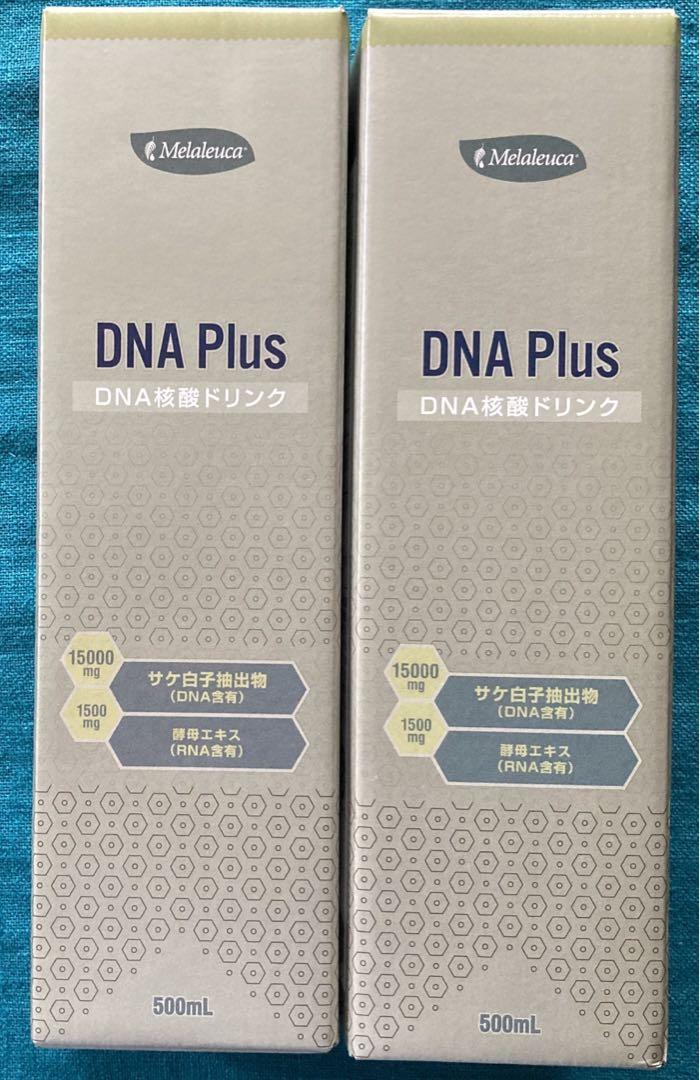 Melaleuca®
DNA Plus
DNA核酸ドリンク
15000
mg
サケ白子抽出物
(DNA含有)
1500
mg
酵母エキス
(RNA含有)
500mL
Melaleuca®
DNA Plus
DNA核酸ドリンク
15000
mg
サケ白子抽出物
(DNA含有)
1500
mg
酵母エキス
(RNA含有)
500mL